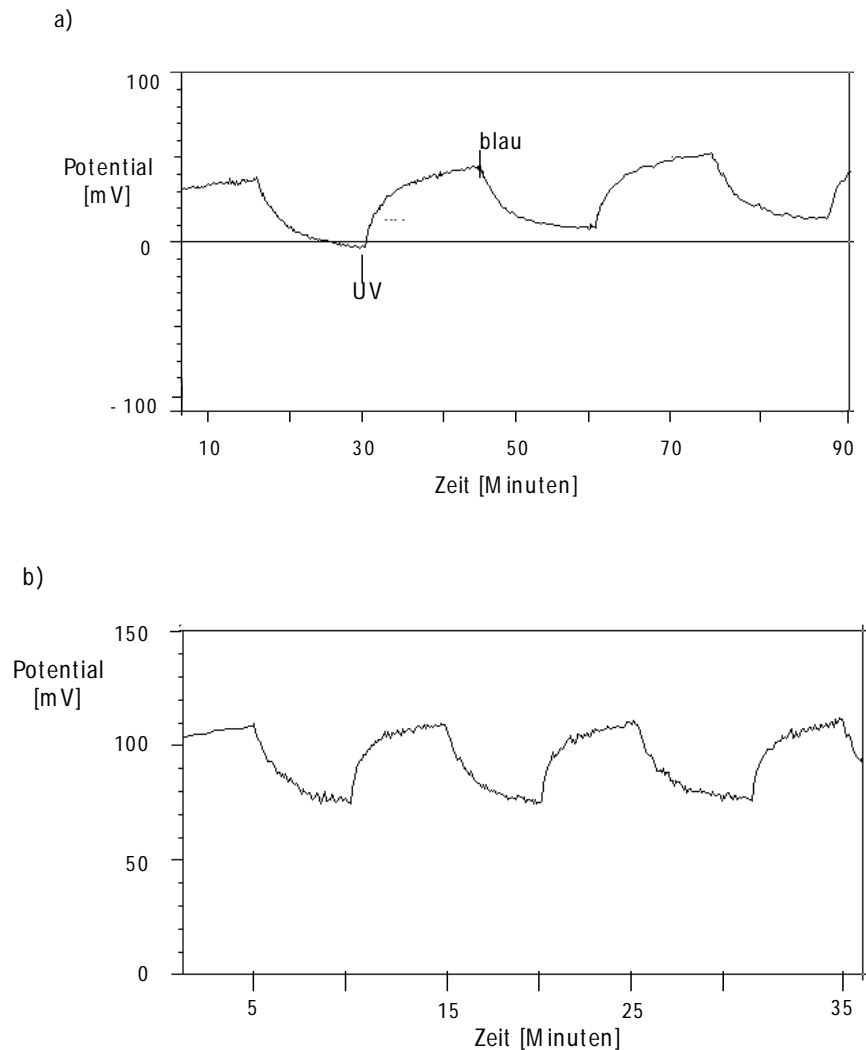 a)
100
Potential
[mV]
blau
0
UV
- 100
10 30 50 70 90
Zeit [Minuten]
b)
150
Potential
[mV]
100
50
0
5 15 25 35
Zeit [Minuten]